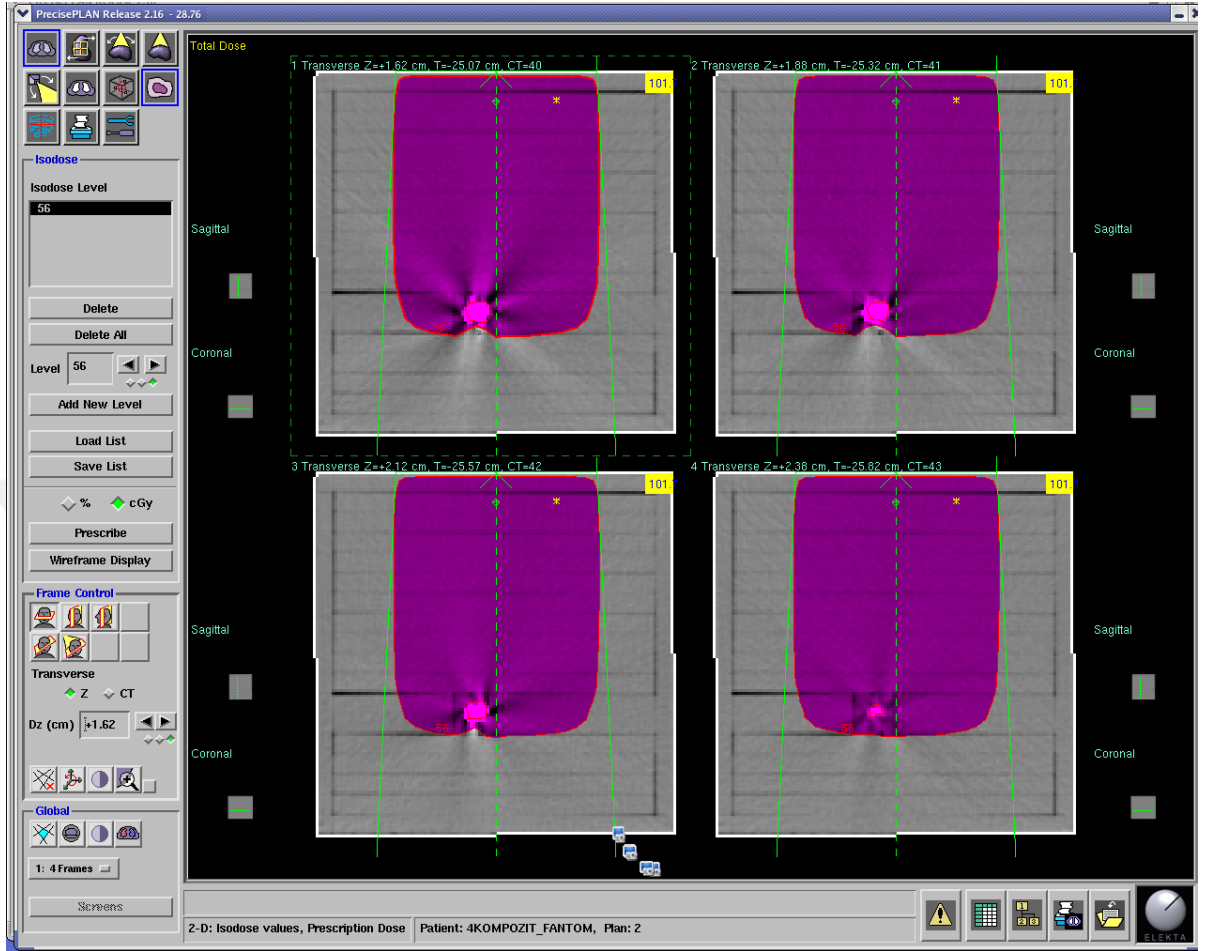 PrecisePLAN Release 2.16 - 28.76
Total Dose
1 Transverse Z=+1.62 cm, T=-25.07 cm, CT=40
2 Transverse Z=+1.88 cm, T=-25.32 cm, CT=41
101.
101.
Isodose
Isodose Level
56
Sagittal
Sagittal
Delete
Delete All
56
56
Coronal
Coronal
Level 56
Add New Level
Load List
Save List
3 Transverse Z=+2.12 cm, T=-25.57 cm, CT=42
4 Transverse Z=+2.38 cm, T=-25.82 cm, CT=43
101.
101.
% cGy
Prescribe
Wireframe Display
Frame Control
Sagittal
Sagittal
Transverse
Z CT
Dz (cm) +1.62
56
56
Coronal
Coronal
Global
1: 4 Frames
Screens
2-D: Isodose values, Prescription Dose
Patient: 4KOMPOZIT_FANTOM, Plan: 2
ELEKTA